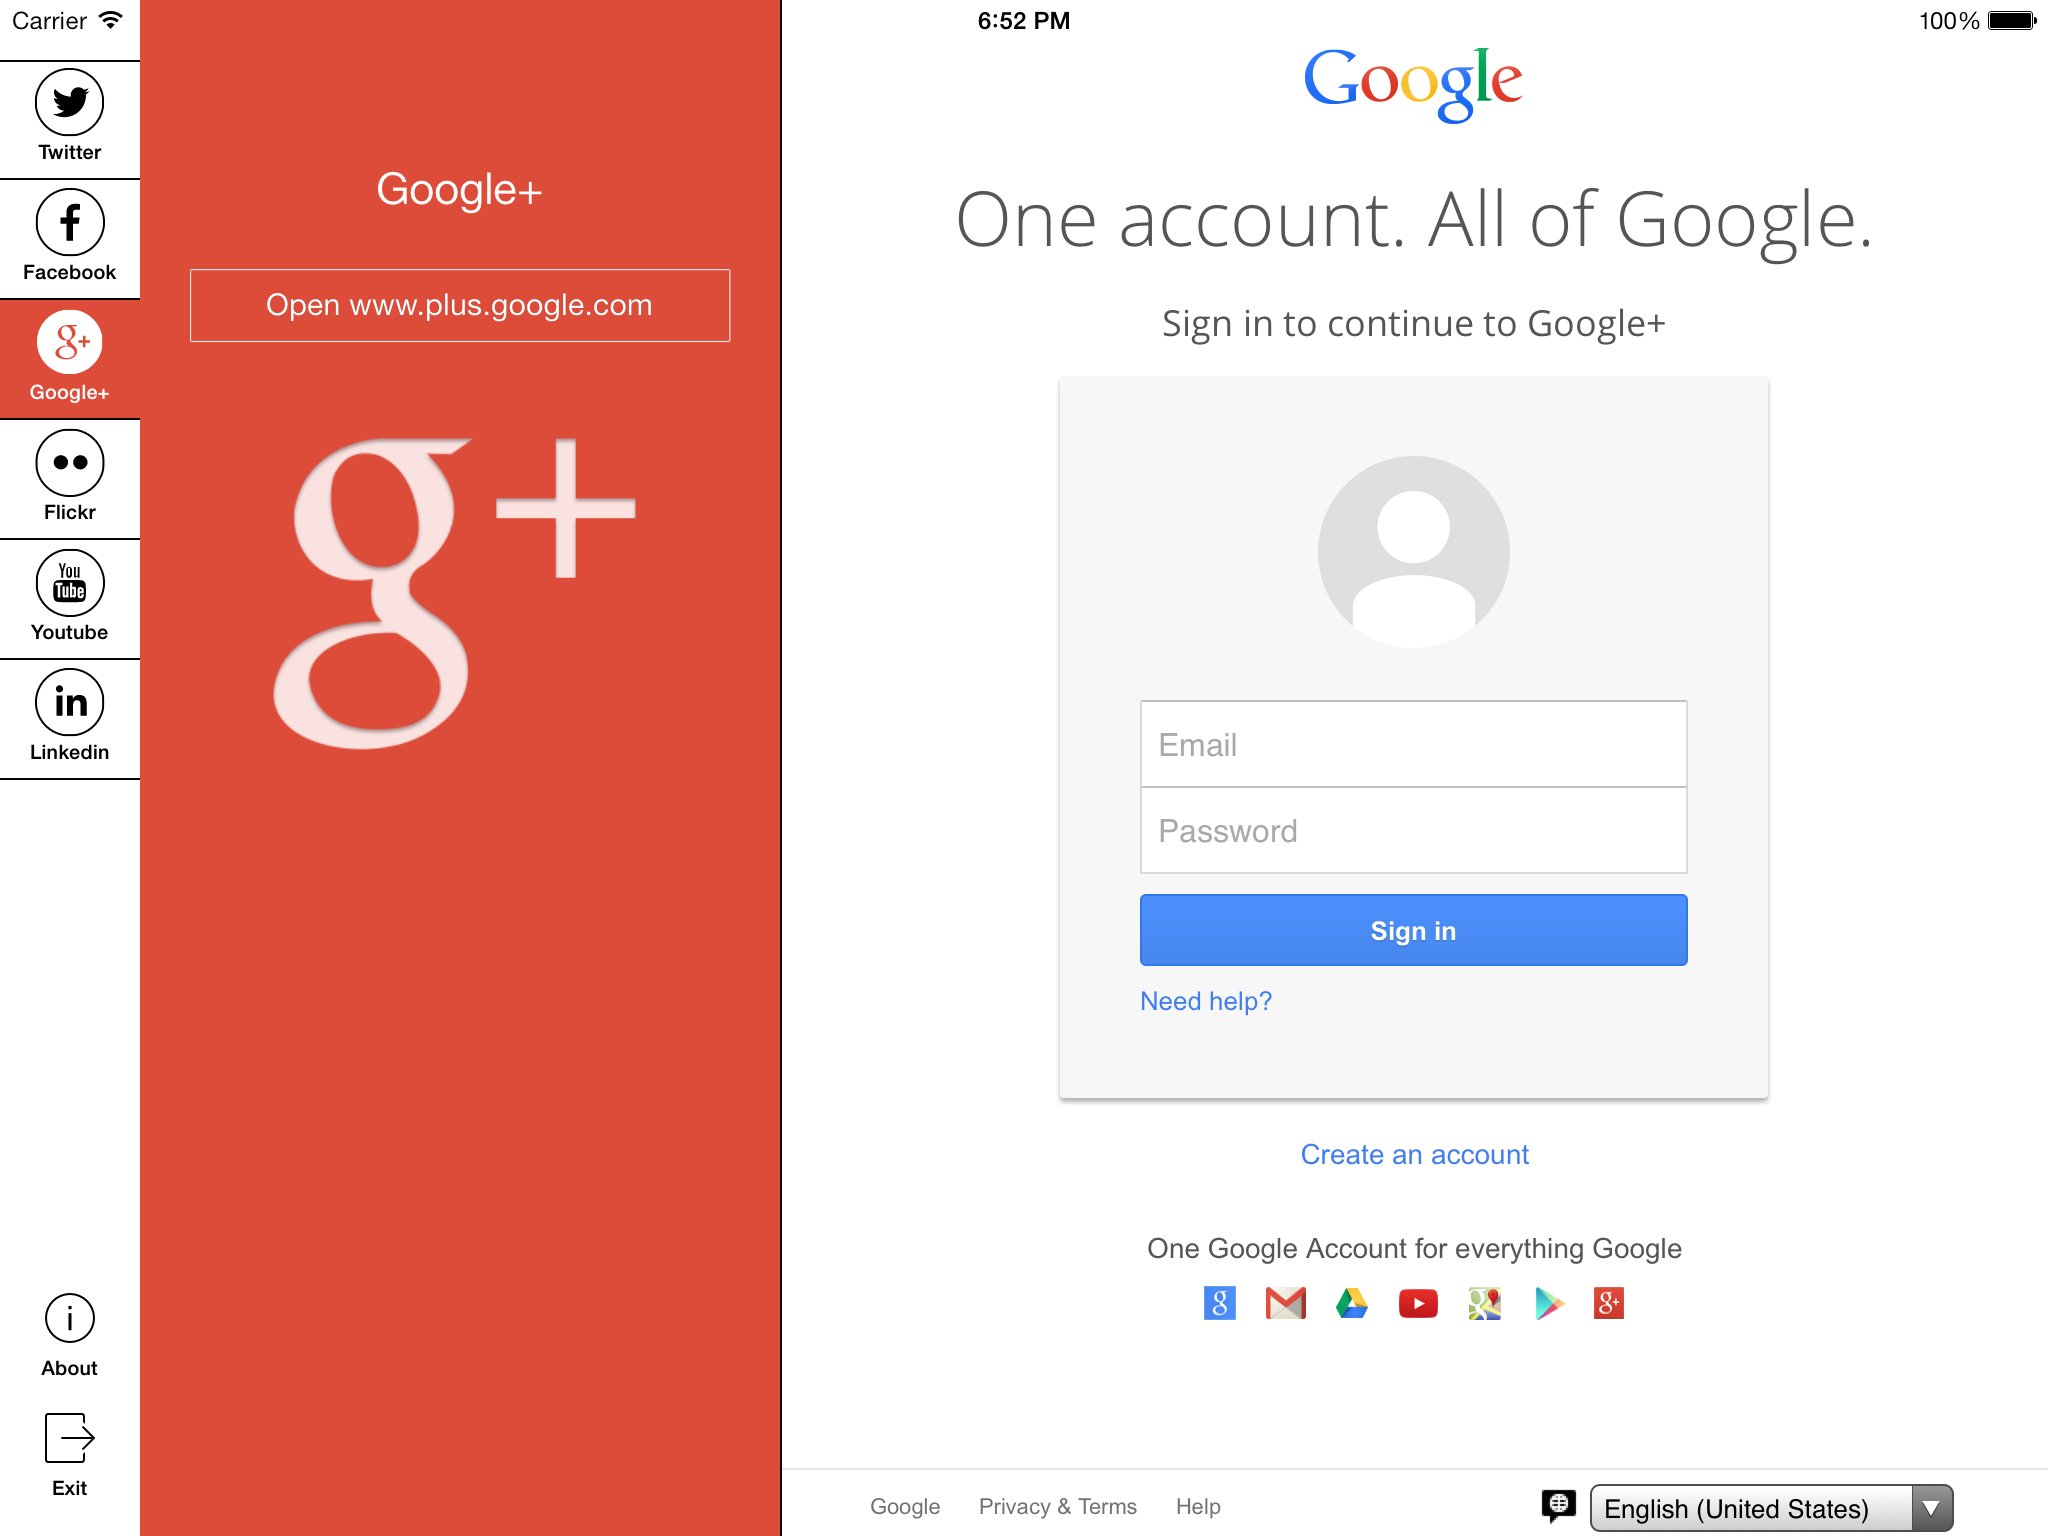 Carrier
6:52 PM
100%
Twitter
Facebook
g+
Google+
Flickr
You
Tube
Youtube
in
Linkedin
i
About
Exit
Google+
Open www.plus.google.com
g+
Google
One account. All of Google.
Sign in to continue to Google+
Email
Password
Sign in
Need help?
Create an account
One Google Account for everything Google
g
g
g+
Google Privacy & Terms Help
English (United States)